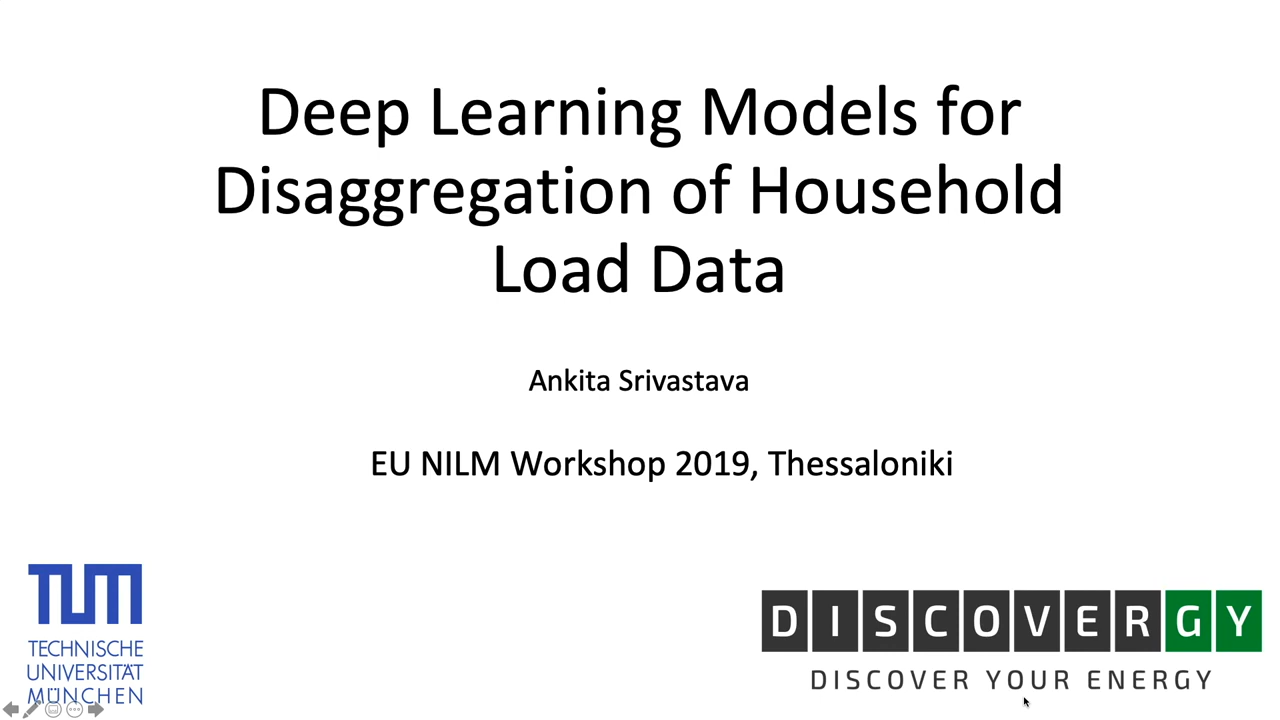 Deep Learning Models for
Disaggregation of Household
Load Data
Ankita Srivastava
EU NILM Workshop 2019, Thessaloniki
TUM
TECHNISCHE
UNIVERSITÄT
MÜNCHEN
DISCOVERGY
DISCOVER YOUR ENERGY